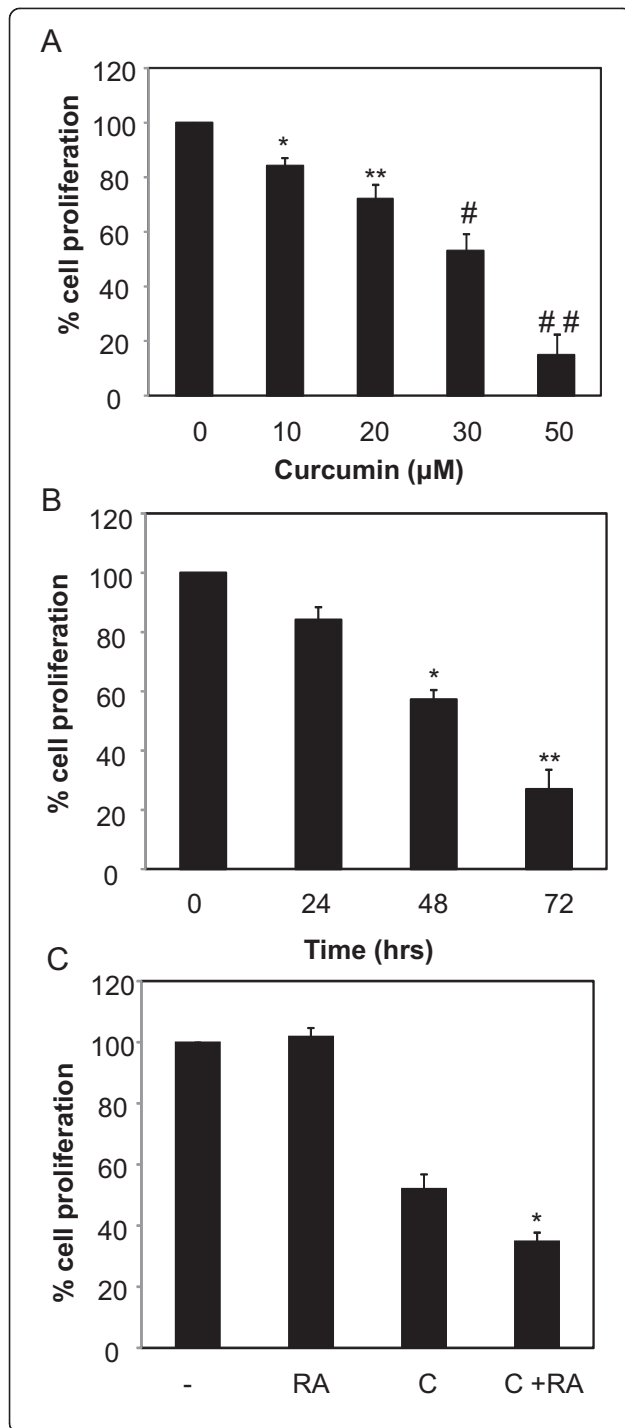 A
% cell proliferation
120
100
80
60
40
20
0
*
**
#
# #
0 10 20 30 50
Curcumin (µM)
B
% cell proliferation
120
100
80
60
40
20
0
*
**
0 24 48 72
Time (hrs)
C
% cell proliferation
120
100
80
60
40
20
0
*
- RA C C +RA